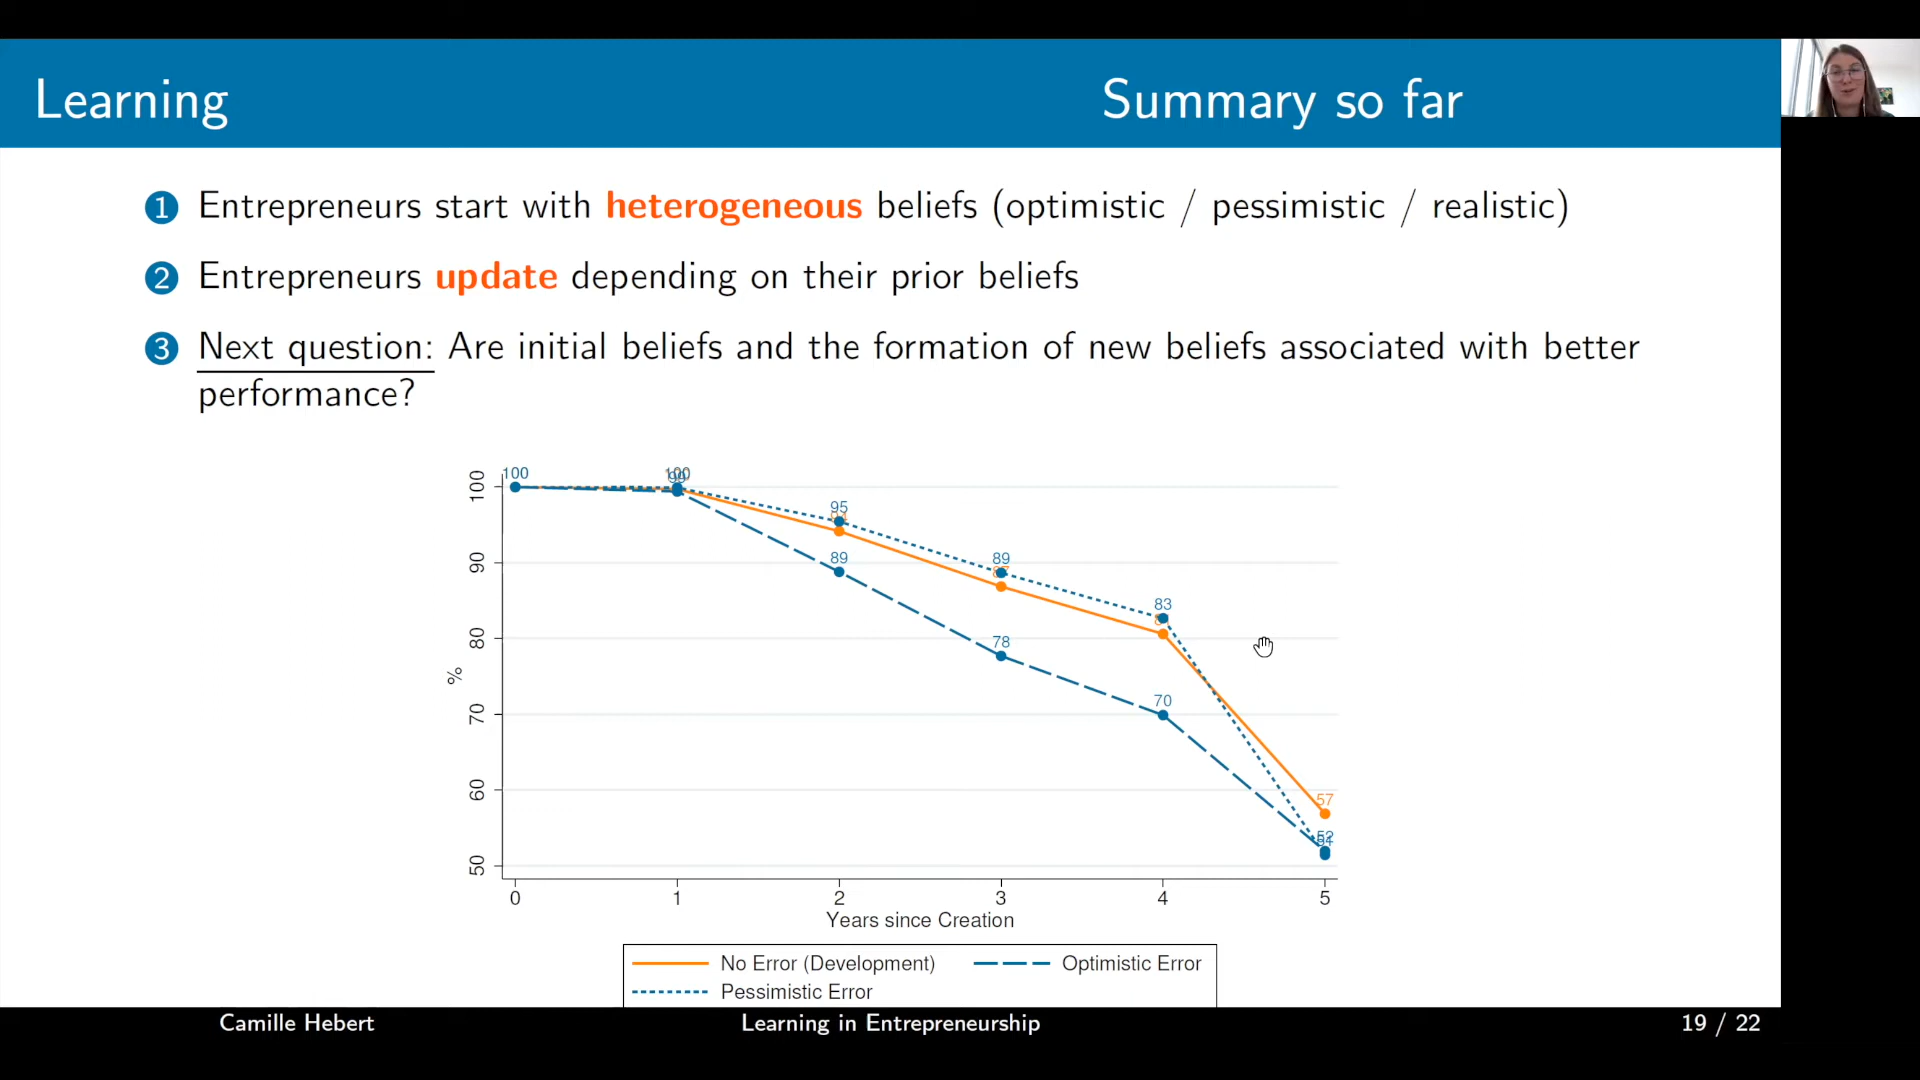 Learning
Summary so far
1 Entrepreneurs start with heterogeneous beliefs (optimistic / pessimistic / realistic)
2 Entrepreneurs update depending on their prior beliefs
3 Next question: Are initial beliefs and the formation of new beliefs associated with better
performance?
100
100
95
89
89
78
83
70
57
52
100
90
80
70
60
50
%
0 1 2 3 4 5
Years since Creation
No Error (Development)
Optimistic Error
Pessimistic Error
Camille Hebert
Learning in Entrepreneurship
19 / 22